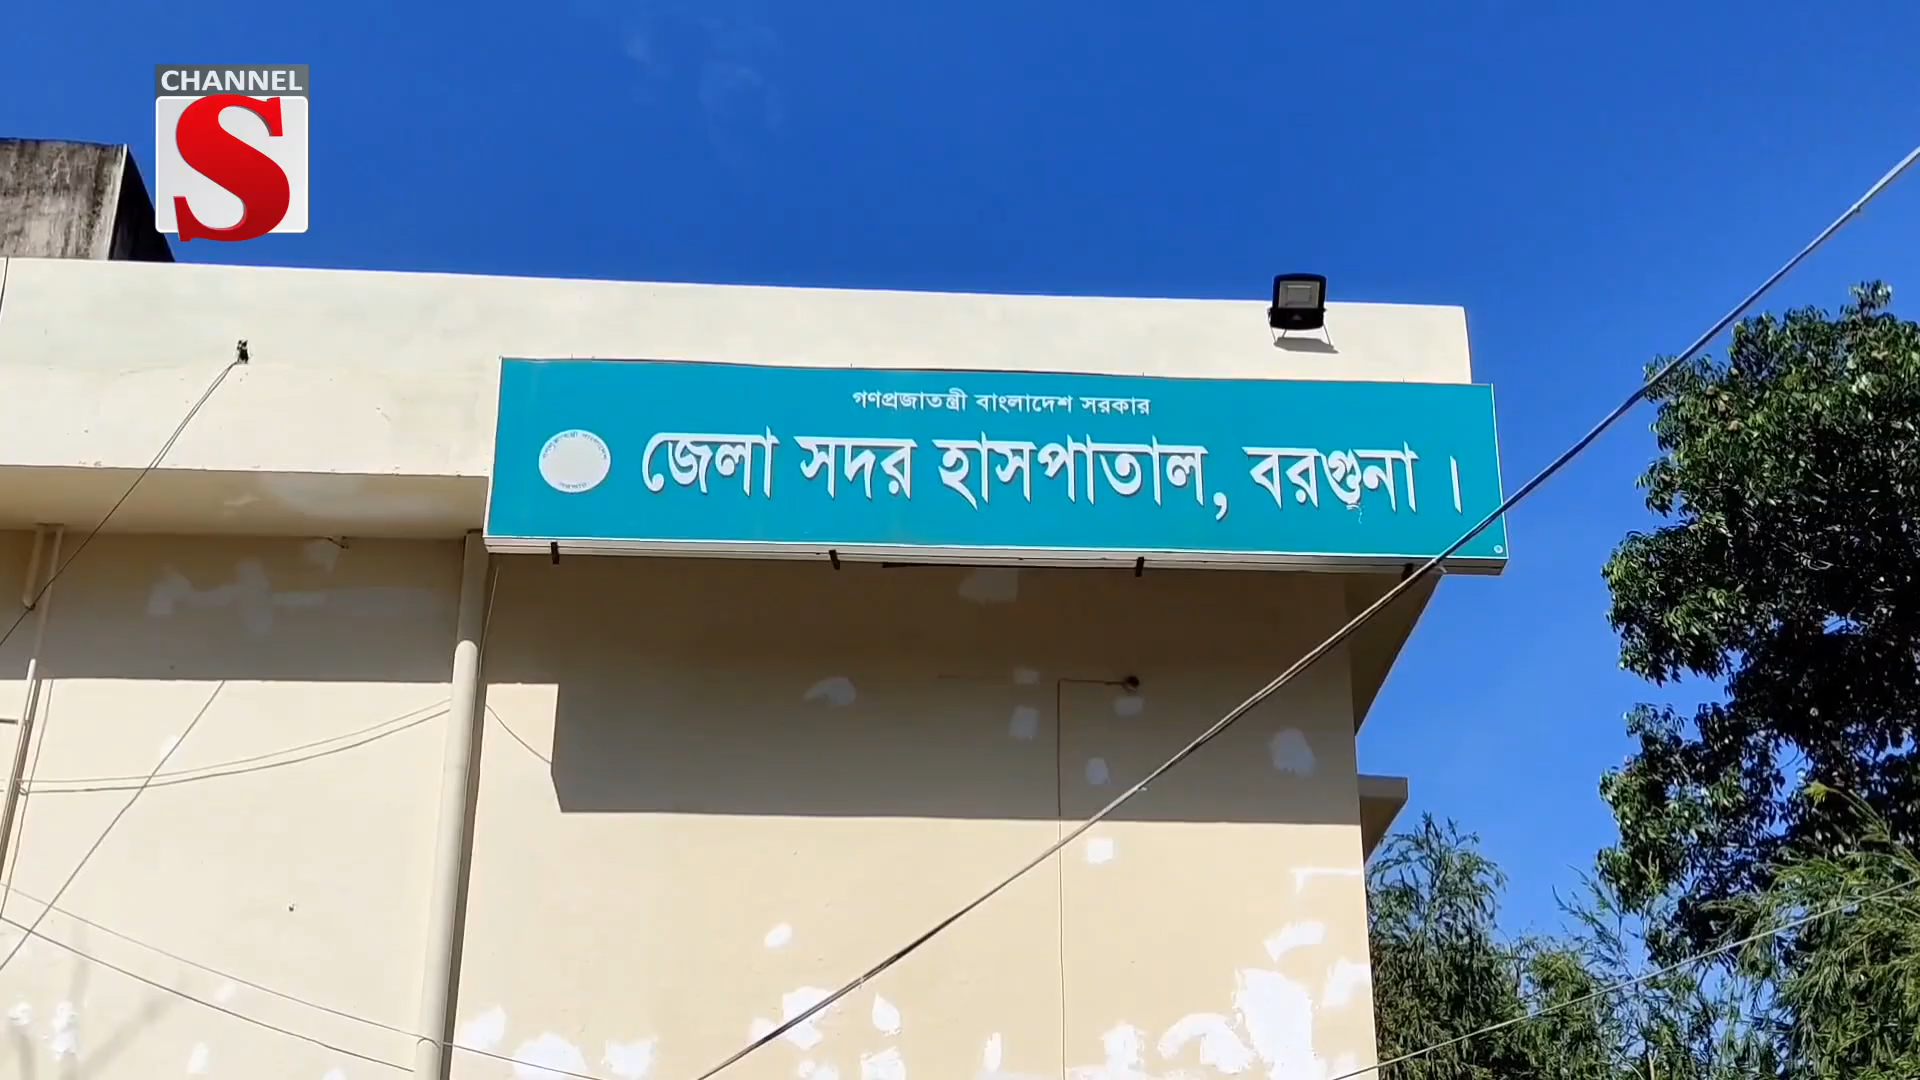 CHANNEL
S
গণপ্রজাতন্ত্রী বাংলাদেশ সরকার
জেলা সদর হাসপাতাল, বরগুনা ।